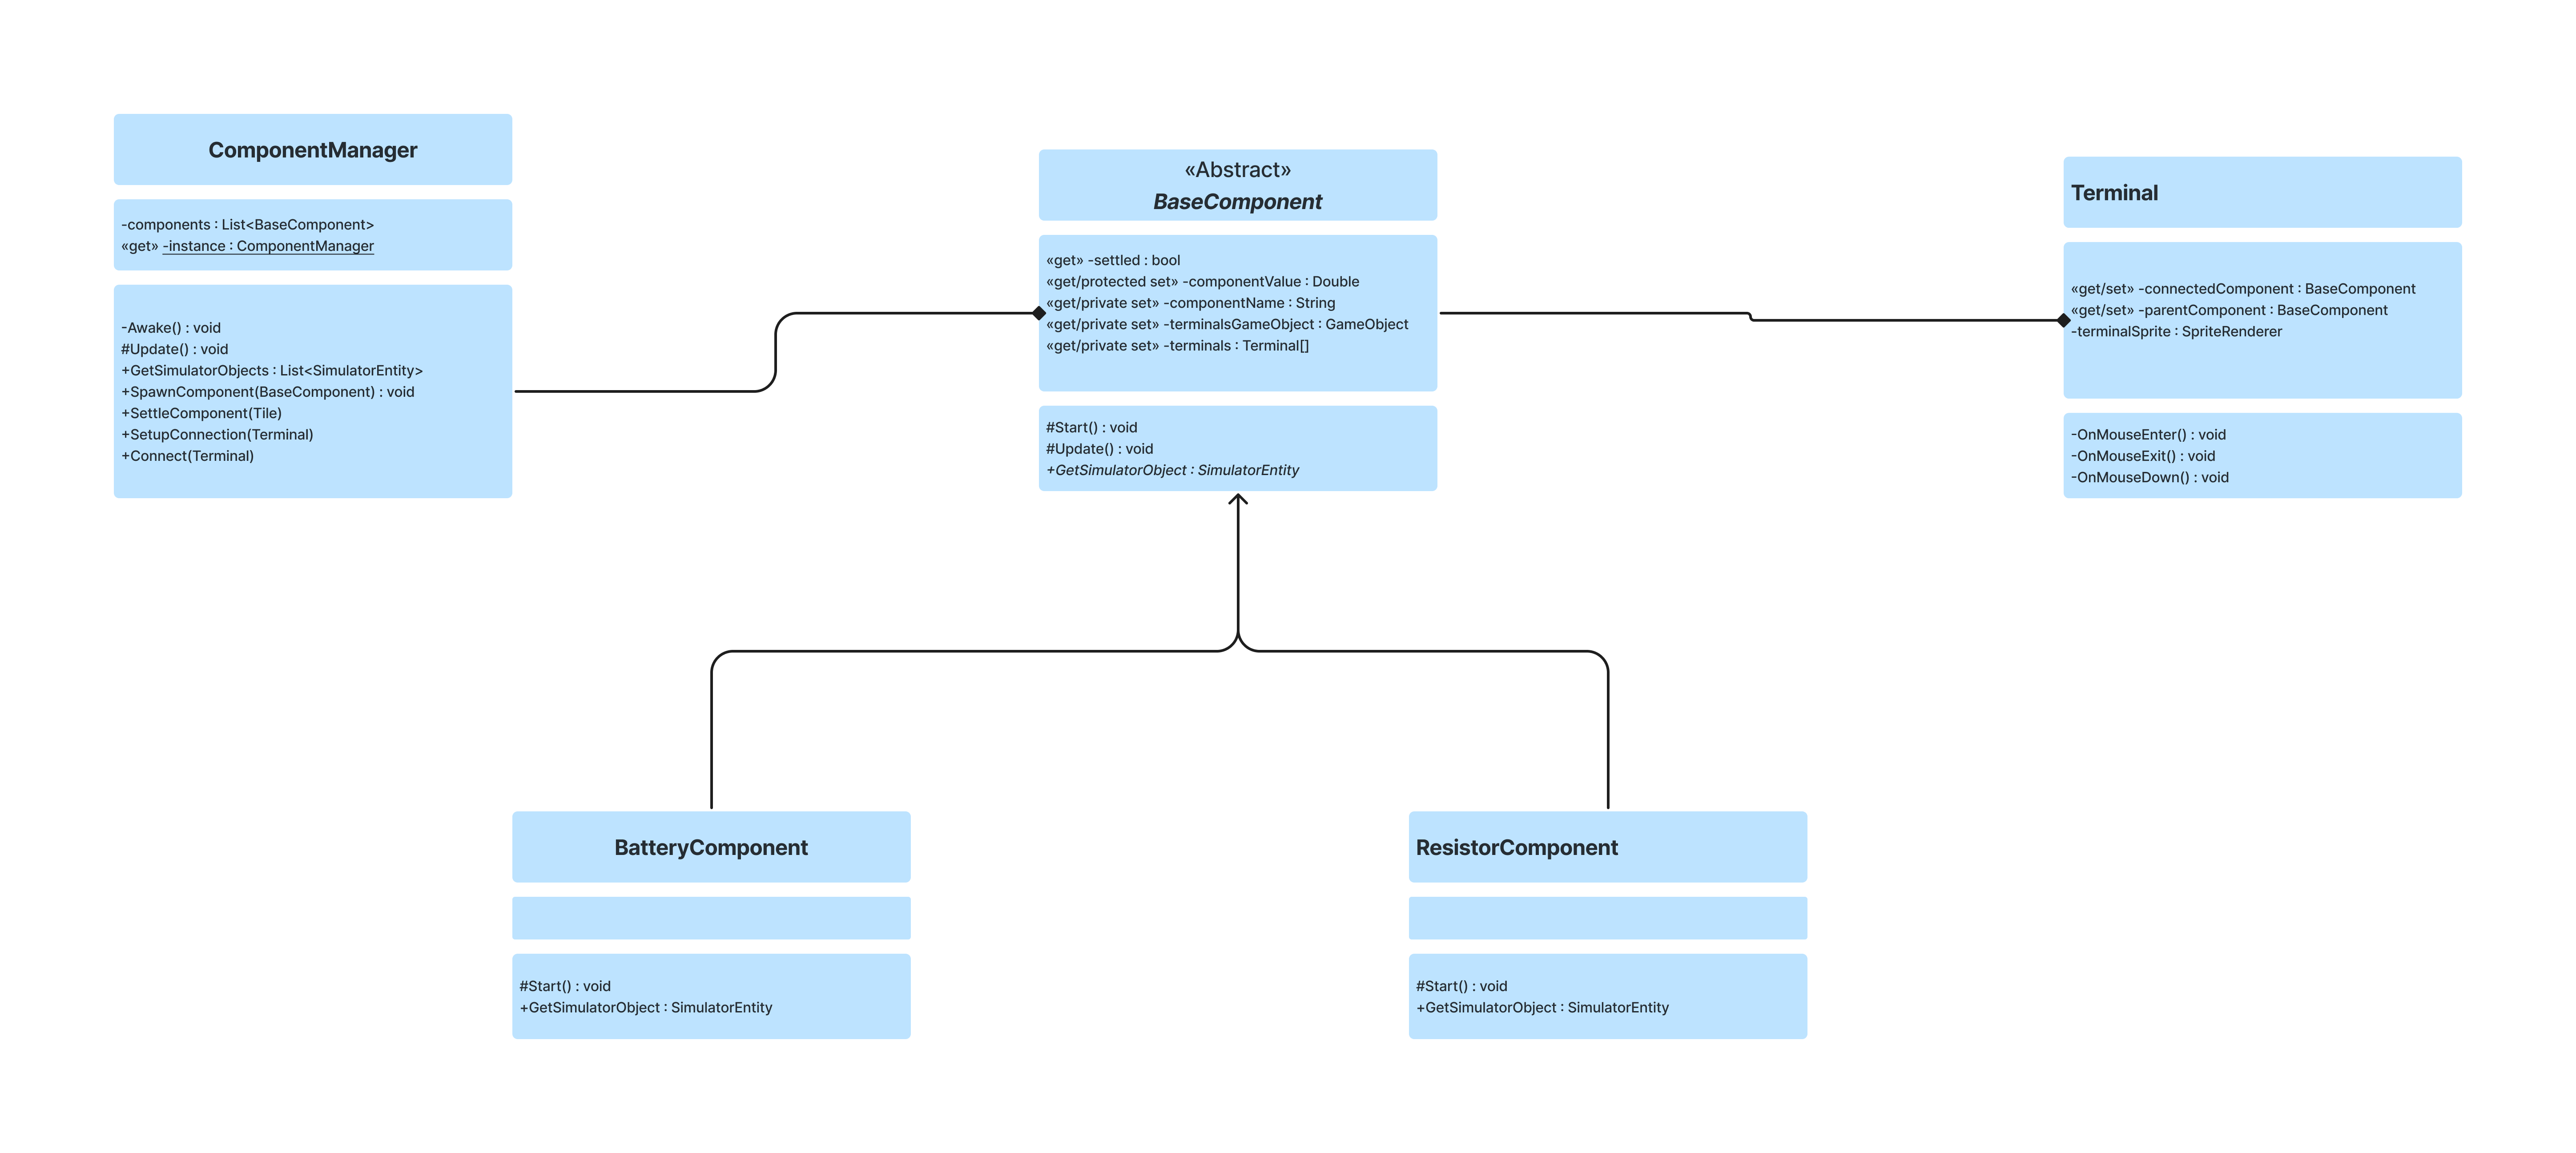 ComponentManager
-components : List<BaseComponent>
«get» -instance : ComponentManager
-Awake() : void
#Update() : void
+GetSimulatorObjects : List<SimulatorEntity>
+SpawnComponent(BaseComponent) : void
+SettleComponent(Tile)
+SetupConnection(Terminal)
+Connect(Terminal)
«Abstract»
BaseComponent
«get» -settled : bool
«get/protected set» -componentValue : Double
«get/private set» -componentName : String
«get/private set» -terminalsGameObject : GameObject
«get/private set» -terminals : Terminal[]
#Start() : void
#Update() : void
+GetSimulatorObject : SimulatorEntity
Terminal
«get/set» -connectedComponent : BaseComponent
«get/set» -parentComponent : BaseComponent
-terminalSprite : SpriteRenderer
-OnMouseEnter() : void
-OnMouseExit() : void
-OnMouseDown() : void
BatteryComponent
#Start() : void
+GetSimulatorObject : SimulatorEntity
ResistorComponent
#Start() : void
+GetSimulatorObject : SimulatorEntity